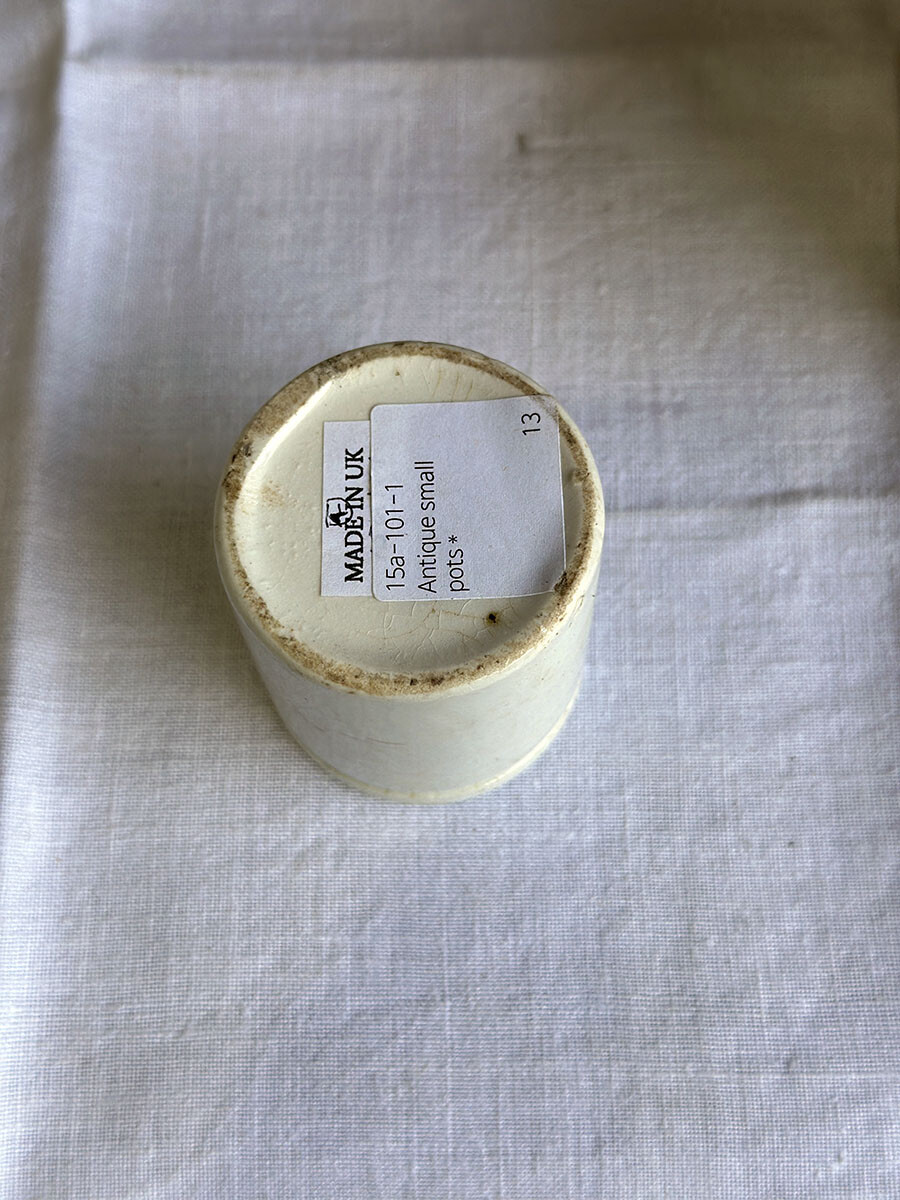 MADE IN UK
15a-101-1
Antique small
pots *
13